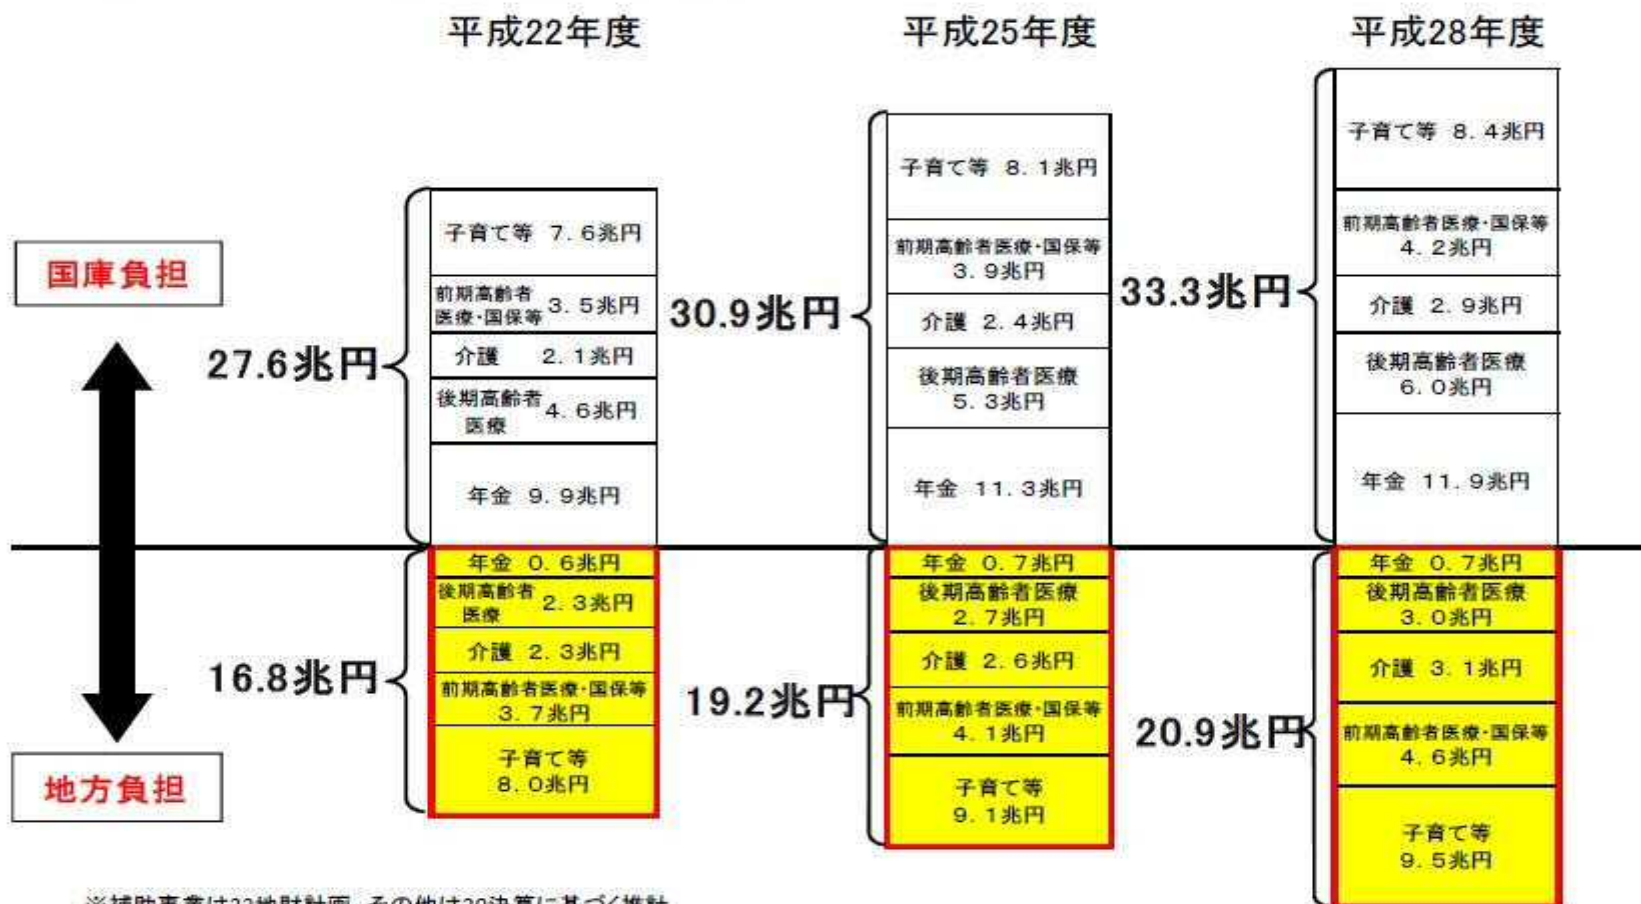 平成22年度
平成25年度
平成28年度
国庫負担
地方負担
27.6兆円
子育て等 7.6兆円
前期高齢者
医療・国保等 3.5兆円
介護 2.1兆円
後期高齢者
医療 4.6兆円
年金 9.9兆円
16.8兆円
年金 0.6兆円
後期高齢者
医療 2.3兆円
介護 2.3兆円
前期高齢者医療・国保等
3.7兆円
子育て等
8.0兆円
30.9兆円
子育て等 8.1兆円
前期高齢者医療・国保等
3.9兆円
介護 2.4兆円
後期高齢者医療
5.3兆円
年金 11.3兆円
19.2兆円
年金 0.7兆円
後期高齢者医療
2.7兆円
介護 2.6兆円
前期高齢者医療・国保等
4.1兆円
子育て等
9.1兆円
33.3兆円
子育て等 8.4兆円
前期高齢者医療・国保等
4.2兆円
介護 2.9兆円
後期高齢者医療
6.0兆円
年金 11.9兆円
20.9兆円
年金 0.7兆円
後期高齢者医療
3.0兆円
介護 3.1兆円
前期高齢者医療・国保等
4.6兆円
子育て等
9.5兆円